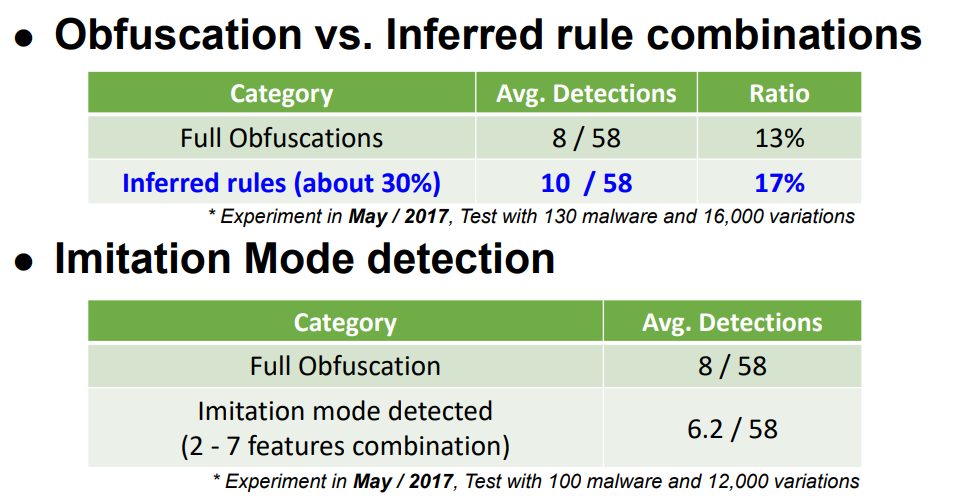 ● Obfuscation vs. Inferred rule combinations
Category Avg. Detections Ratio
Full Obfuscations 8 / 58 13%
Inferred rules (about 30%) 10 / 58 17%
* Experiment in May / 2017, Test with 130 malware and 16,000 variations
● Imitation Mode detection
Category Avg. Detections
Full Obfuscation 8 / 58
Imitation mode detected
(2 - 7 features combination) 6.2 / 58
* Experiment in May / 2017, Test with 100 malware and 12,000 variations